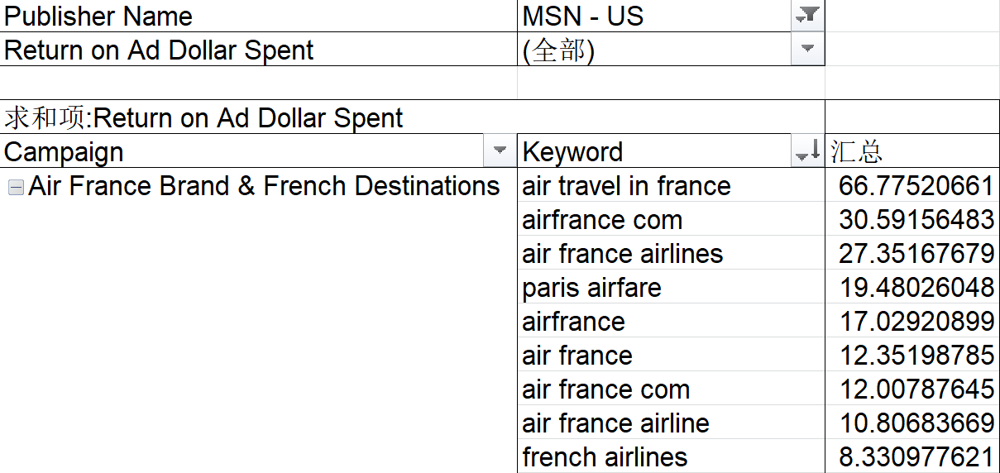 Publisher Name MSN - US
Return on Ad Dollar Spent (全部)
求和项:Return on Ad Dollar Spent
Campaign Keyword 汇总
Air France Brand & French Destinations air travel in france 66.77520661
airfrance com 30.59156483
air france airlines 27.35167679
paris airfare 19.48026048
airfrance 17.02920899
air france 12.35198785
air france com 12.00787645
air france airline 10.80683669
french airlines 8.330977621